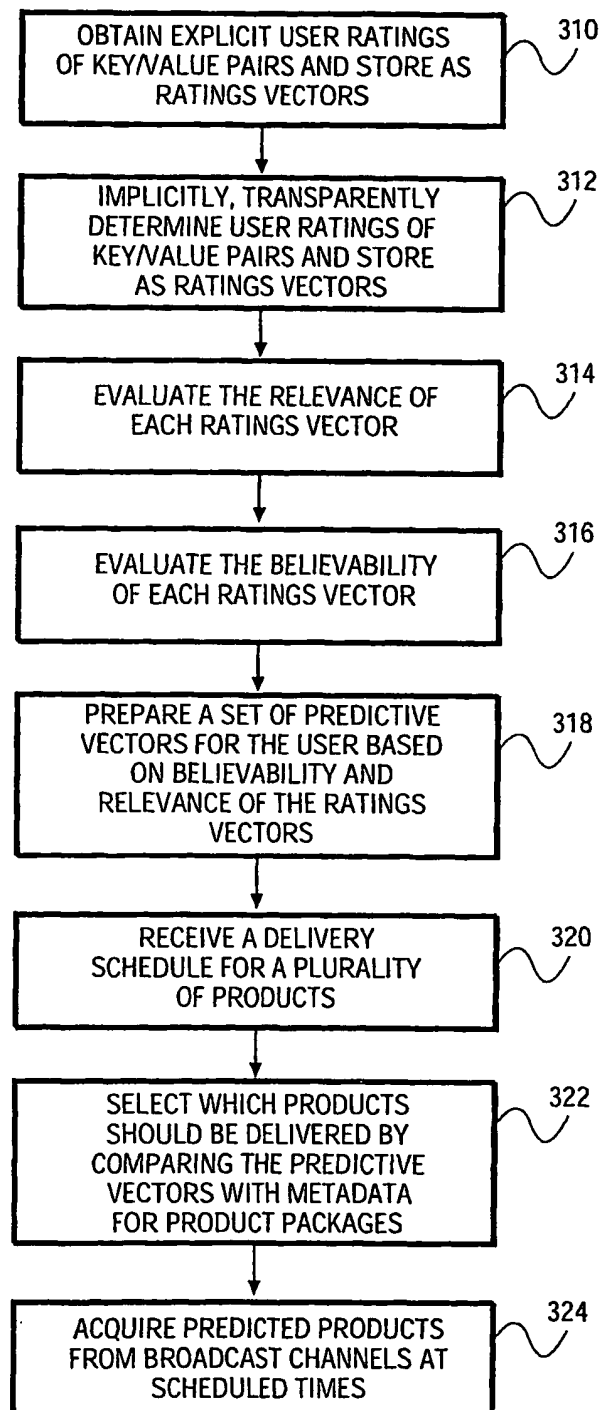 OBTAIN EXPLICIT USER RATINGS
OF KEY/VALUE PAIRS AND STORE AS
RATINGS VECTORS
310
IMPLICITLY, TRANSPARENTLY
DETERMINE USER RATINGS OF
KEY/VALUE PAIRS AND STORE
AS RATINGS VECTORS
312
EVALUATE THE RELEVANCE OF
EACH RATINGS VECTOR
314
EVALUATE THE BELIEVABILITY
OF EACH RATINGS VECTOR
316
PREPARE A SET OF PREDICTIVE
VECTORS FOR THE USER BASED
ON BELIEVABILITY AND
RELEVANCE OF THE RATINGS
VECTORS
318
RECEIVE A DELIVERY
SCHEDULE FOR A PLURALITY
OF PRODUCTS
320
SELECT WHICH PRODUCTS
SHOULD BE DELIVERED BY
COMPARING THE PREDICTIVE
VECTORS WITH METADATA
FOR PRODUCT PACKAGES
322
ACQUIRE PREDICTED PRODUCTS
FROM BROADCAST CHANNELS AT
SCHEDULED TIMES
324